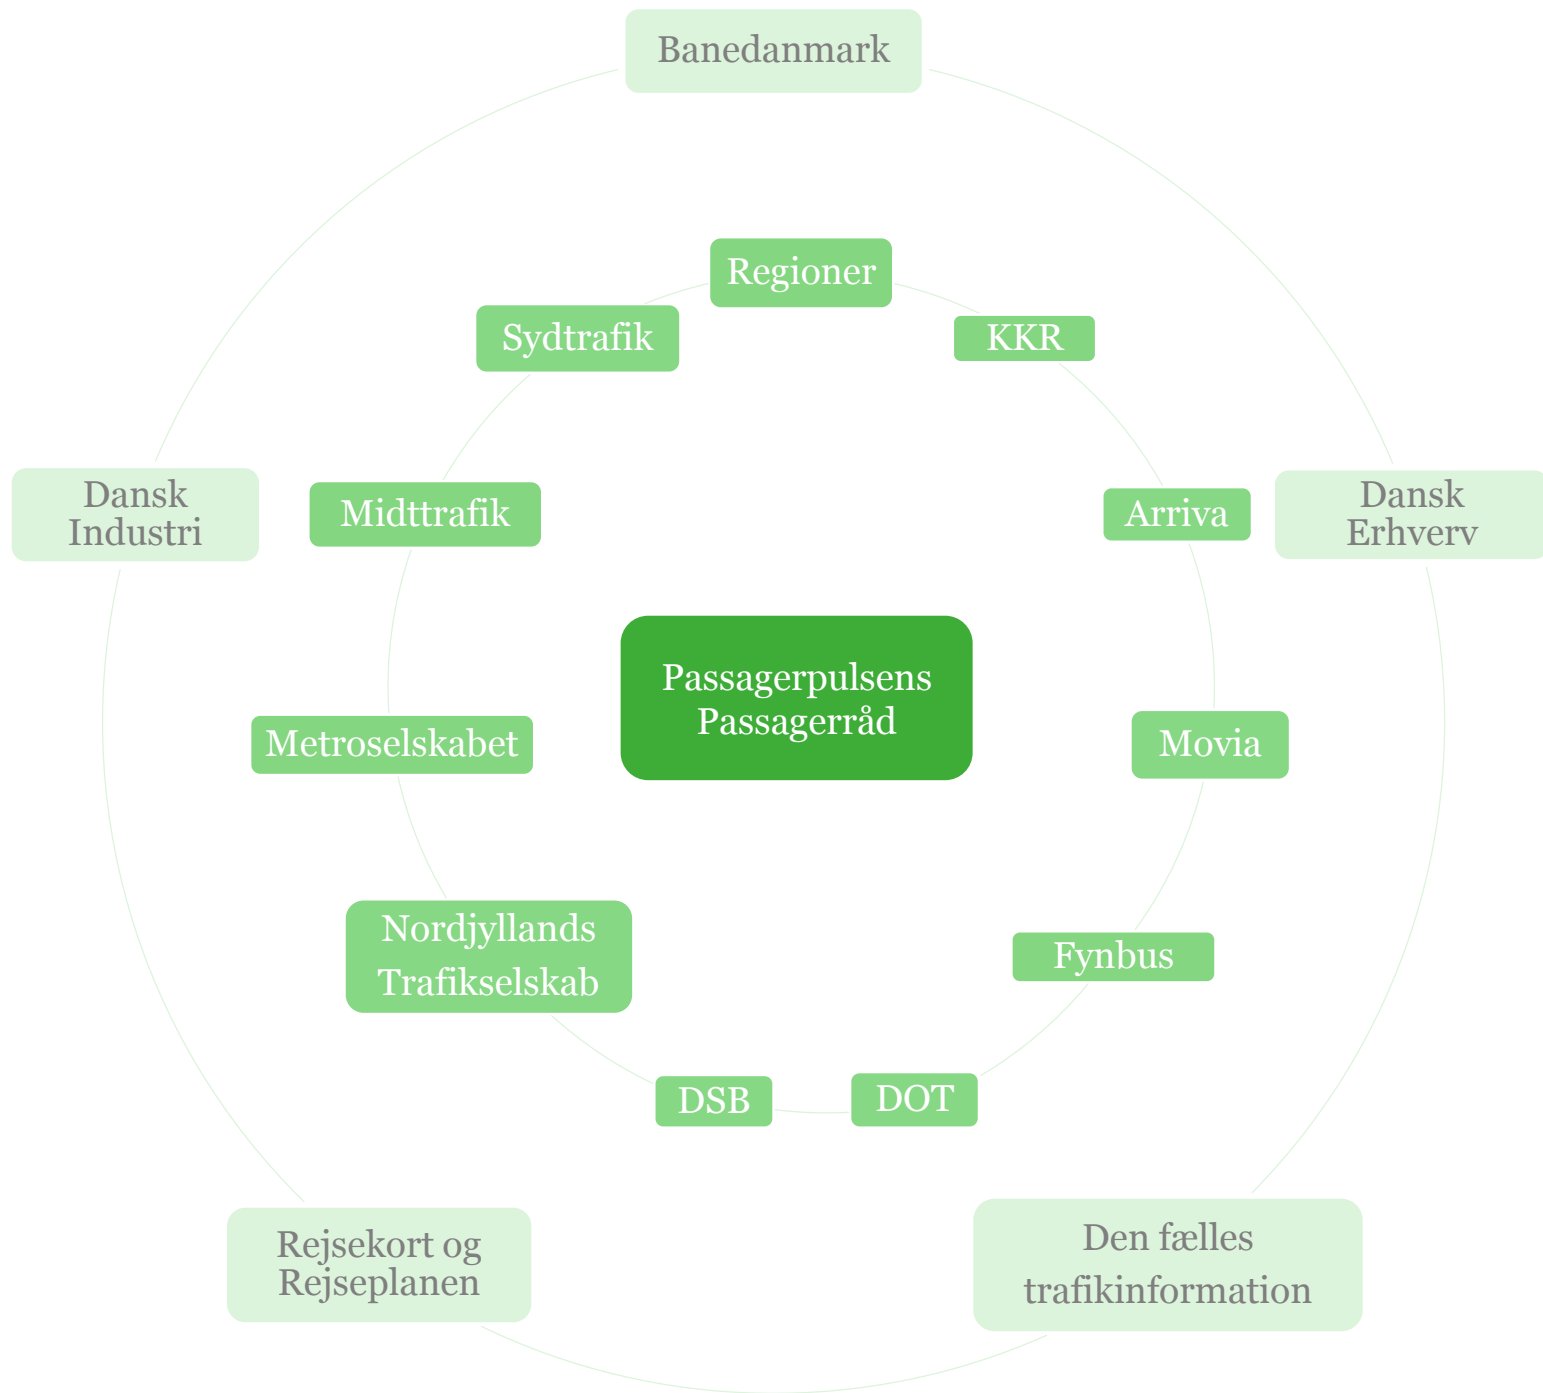 Banedanmark
Regioner
Sydtrafik
KKR
Dansk
Industri
Midttrafik
Arriva
Dansk
Erhverv
Passagerpulsens
Passagerråd
Metroselskabet
Movia
Nordjyllands
Trafikselskab
Fynbus
DSB
DOT
Rejsekort og
Rejseplanen
Den fælles
trafikinformation